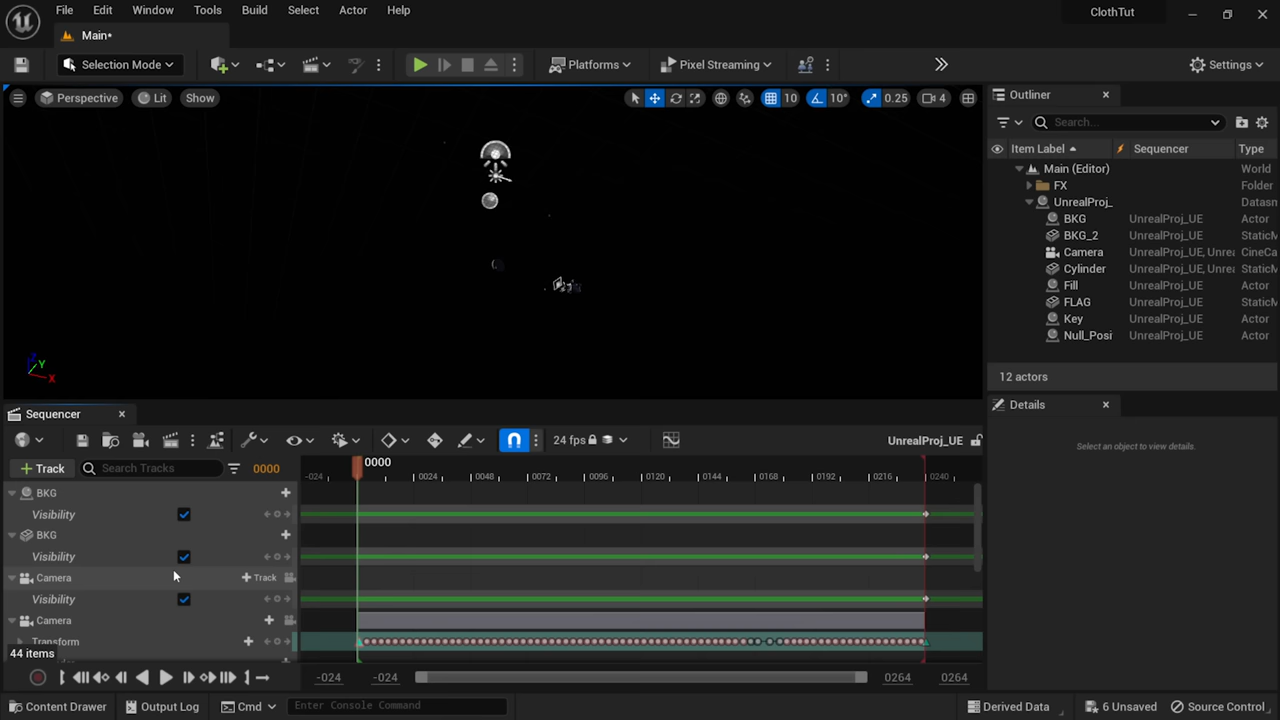 File Edit Window Tools Build Select Actor Help
ClothTut
Main*
Selection Mode
Platforms
Pixel Streaming
Settings
Perspective Lit Show
10 10° 0.25 4
Outliner
Search...
Item Label Sequencer Type
Main (Editor) World
FX Folder
UnrealProj_ Datasn
BKG UnrealProj_UE Actor
BKG_2 UnrealProj_UE StaticM
Camera UnrealProj_UE, Unrea CineCa
Cylinder UnrealProj_UE, Unrea StaticM
Fill UnrealProj_UE Actor
FLAG UnrealProj_UE StaticM
Key UnrealProj_UE Actor
Null_Posi UnrealProj_UE Actor
12 actors
Details
Select an object to view details.
Z
Y
X
Sequencer
24 fps
UnrealProj_UE
+ Track
Search Tracks
0000
0000
-024 0024 0048 0072 0096 0120 0144 0168 0192 0216 0240
BKG
Visibility
BKG
Visibility
Camera + Track
Visibility
Camera
Transform
44 items
-024 -024 0264 0264
Content Drawer Output Log Cmd Enter Console Command Derived Data 6 Unsaved Source Control